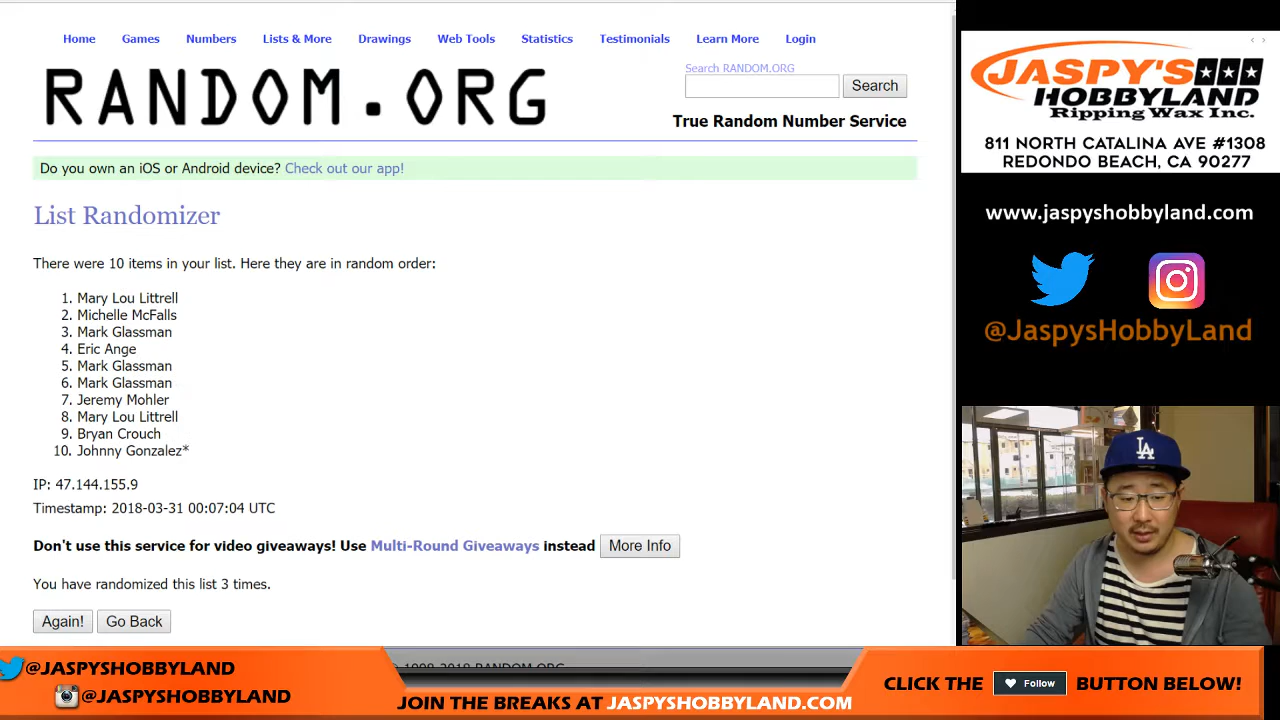 Home Games Numbers Lists & More Drawings Web Tools Statistics Testimonials Learn More Login
RANDOM.ORG
Search RANDOM.ORG
Search
True Random Number Service
Do you own an iOS or Android device? Check out our app!
List Randomizer
There were 10 items in your list. Here they are in random order:
1. Mary Lou Littrell
2. Michelle McFalls
3. Mark Glassman
4. Eric Ange
5. Mark Glassman
6. Mark Glassman
7. Jeremy Mohler
8. Mary Lou Littrell
9. Bryan Crouch
10. Johnny Gonzalez*
IP: 47.144.155.9
Timestamp: 2018-03-31 00:07:04 UTC
Don't use this service for video giveaways! Use Multi-Round Giveaways instead More Info
You have randomized this list 3 times.
Again! Go Back
1998-2018 RANDOM.ORG
JASPY'S
HOBBYLAND
Ripping Wax Inc.
811 NORTH CATALINA AVE #1308
REDONDO BEACH, CA 90277
www.jaspyshobbyland.com
@JaspysHobbyLand
LA
@JASPYSHOBBYLAND
@JASPYSHOBBYLAND
JOIN THE BREAKS AT JASPYSHOBBYLAND.COM
CLICK THE Follow BUTTON BELOW!